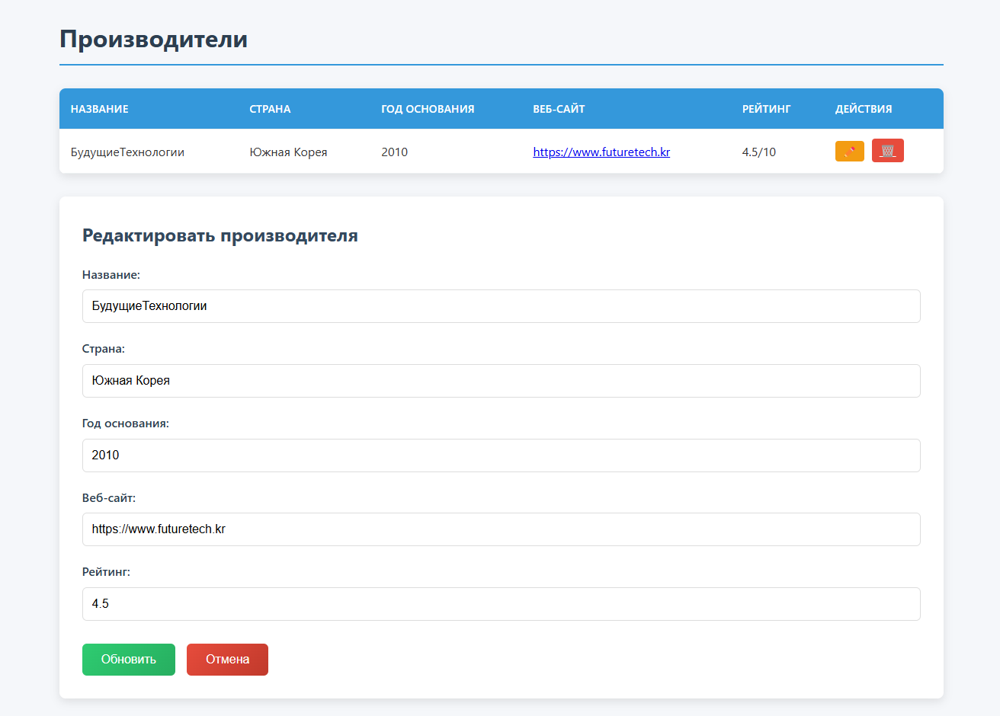 Производители
НАЗВАНИЕ СТРАНА ГОД ОСНОВАНИЯ ВЕБ-САЙТ РЕЙТИНГ ДЕЙСТВИЯ
БудущиеТехнологии Южная Корея 2010 https://www.futuretech.kr 4.5/10
Редактировать производителя
Название:
БудущиеТехнологии
Страна:
Южная Корея
Год основания:
2010
Веб-сайт:
https://www.futuretech.kr
Рейтинг:
4.5
Обновить Отмена